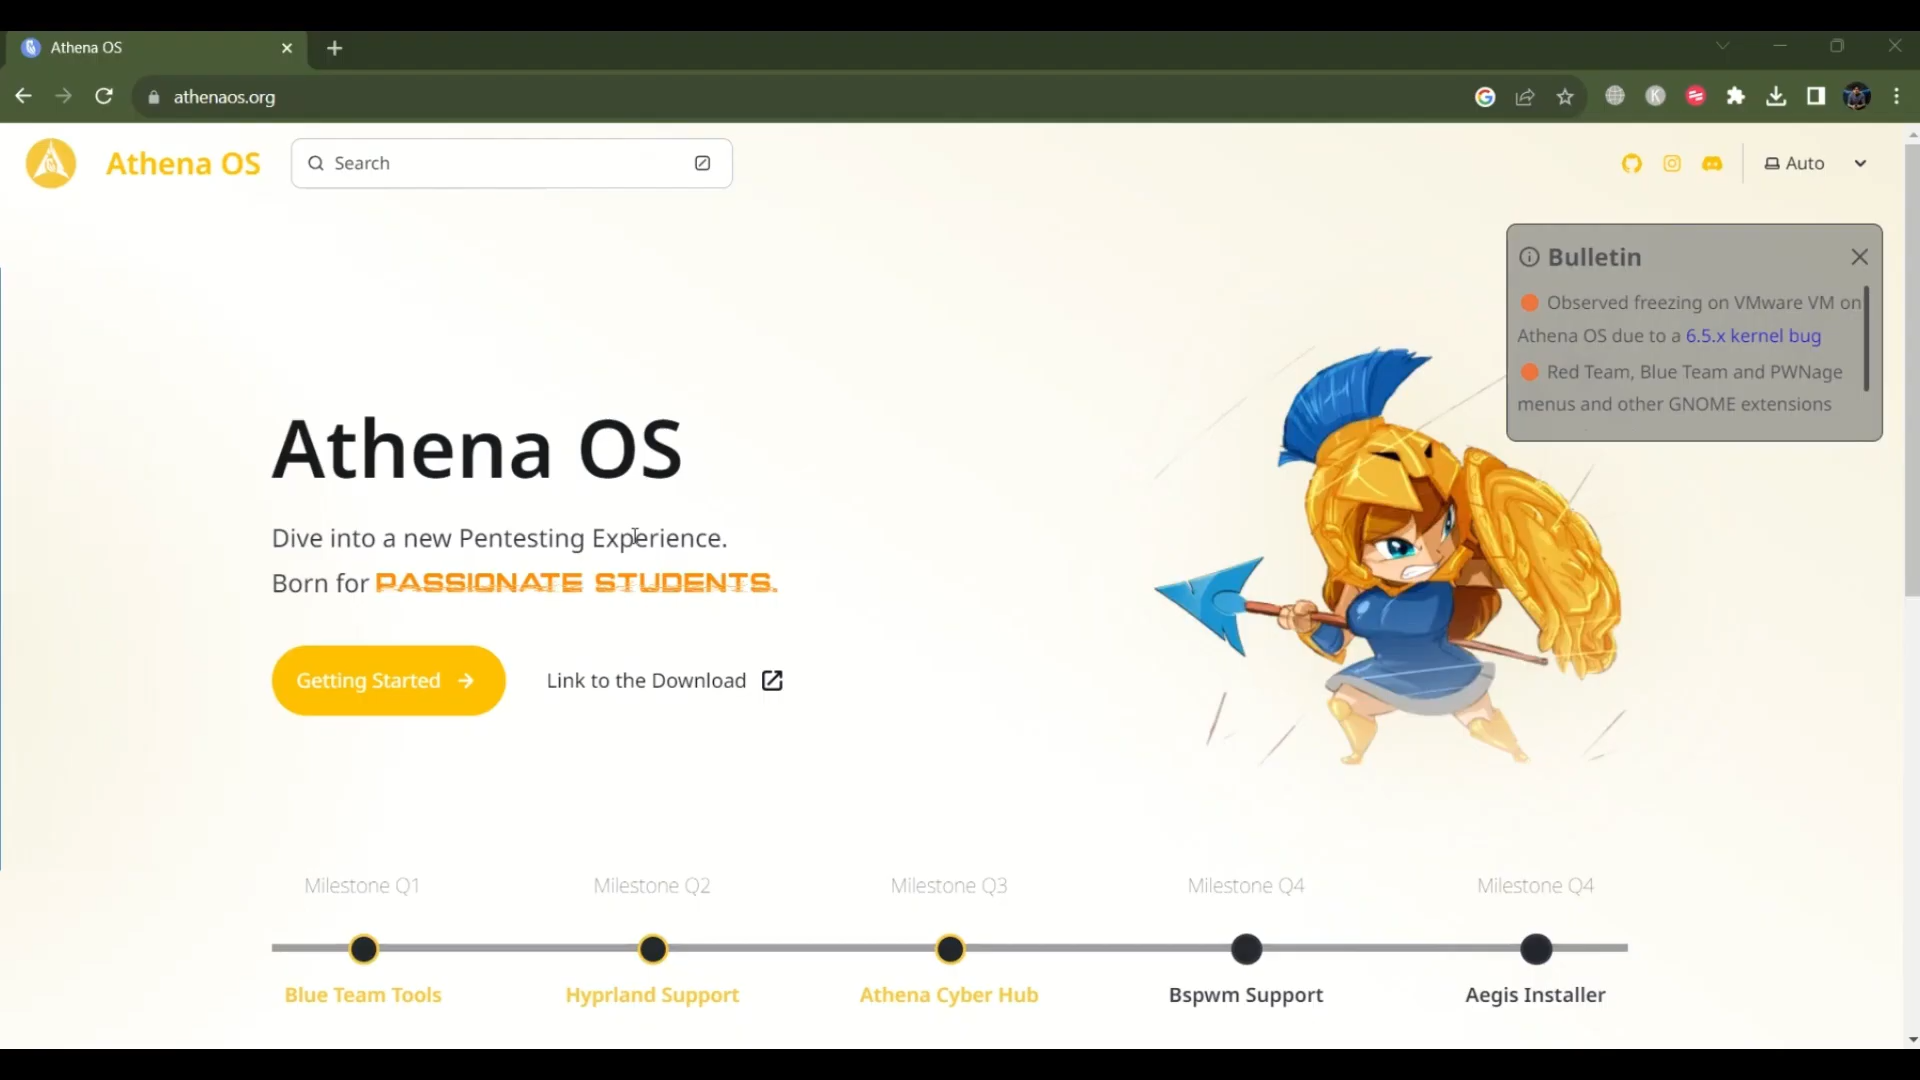 Athena OS
athenaos.org
Athena OS
Search
Auto
Bulletin
Observed freezing on VMware VM on
Athena OS due to a 6.5.x kernel bug
Red Team, Blue Team and PWNage
menus and other GNOME extensions
Athena OS
Dive into a new Pentesting Experience.
Born for PASSIONATE STUDENTS.
Getting Started
Link to the Download
Milestone Q1
Milestone Q2
Milestone Q3
Milestone Q4
Milestone Q4
Blue Team Tools
Hyprland Support
Athena Cyber Hub
Bspwm Support
Aegis Installer